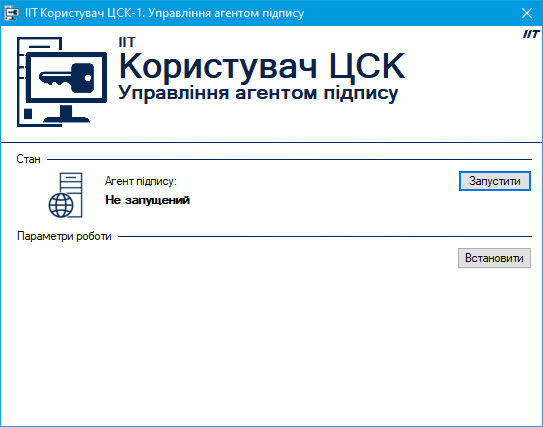 ІІТ Користувач ЦСК-1. Управління агентом підпису
ІІТ
ІІТ
Користувач ЦСК
Управління агентом підпису
Стан
Агент підпису:
Запустити
Не запущений
Параметри роботи
Встановити